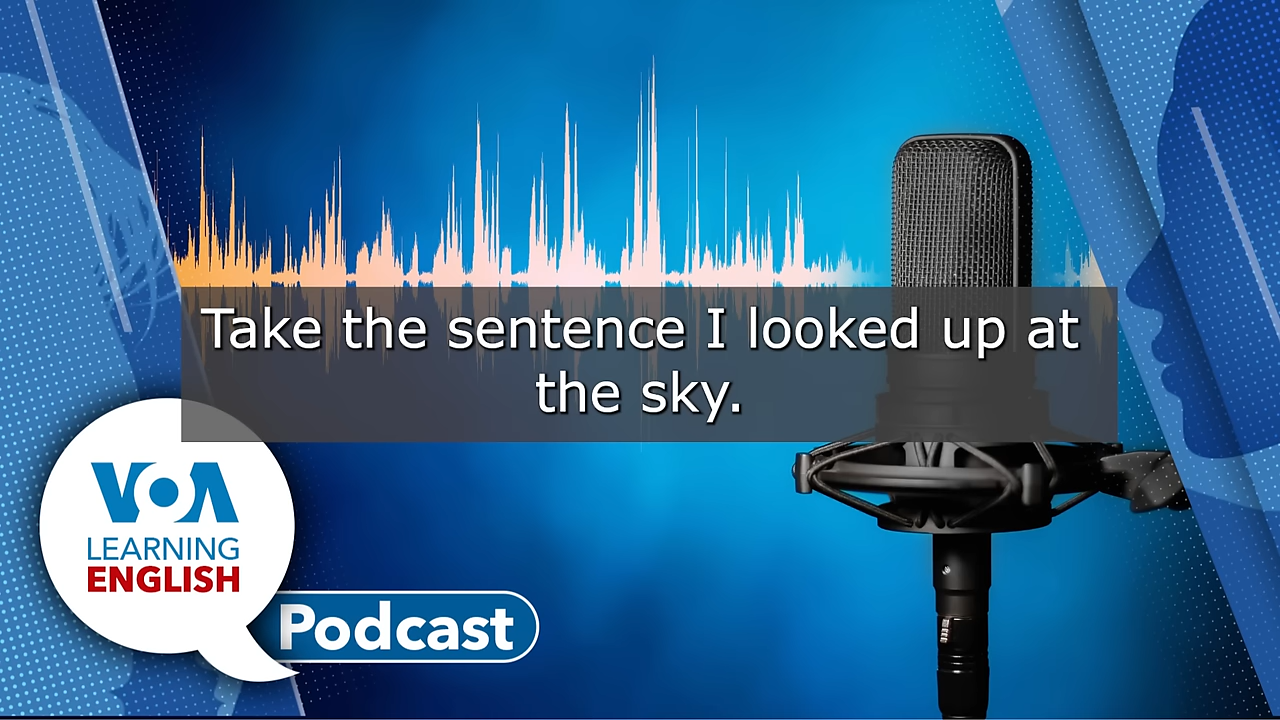 Take the sentence I looked up at
the sky.
VOA
LEARNING
ENGLISH
Podcast